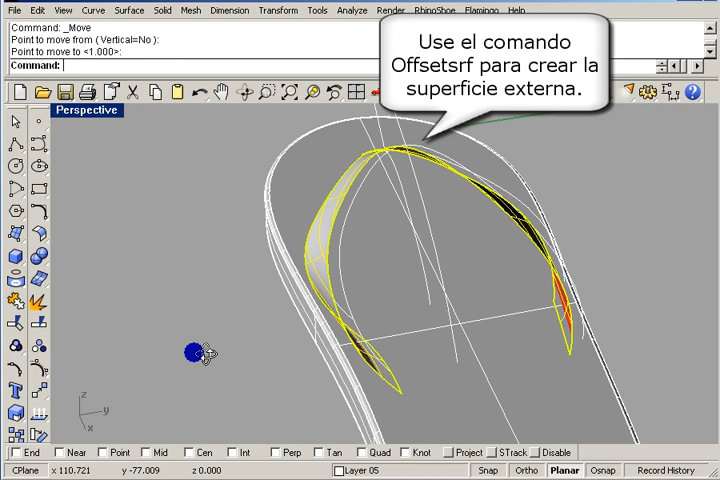 File Edit View Curve Surface Solid Mesh Dimension Transform Tools Analyze Render RhinoShoe Flamingo Help
Command: _Move
Point to move from ( Vertical=No ):
Point to move to <1.000>:
Command:
Use el comando
Offsetsrf para crear la
superficie externa.
Perspective
z
y
x
End Near Point Mid Cen Int Perp Tan Quad Knot Project STrack Disable
CPlane x 110.721 y -77.009 z 0.000 Layer 05 Snap Ortho Planar Osnap Record History